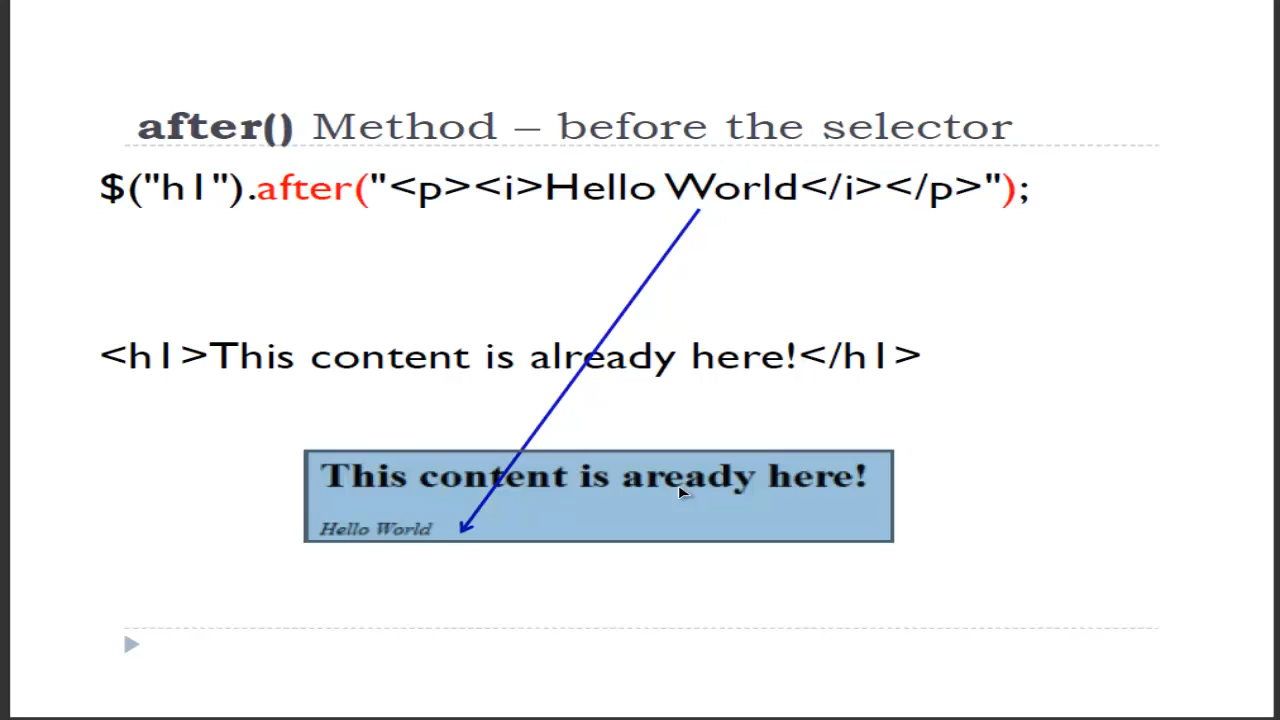 after() Method – before the selector
$("h1").after("<p><i>Hello World</i></p>");
<h1>This content is already here!</h1>
This content is aready here!
Hello World